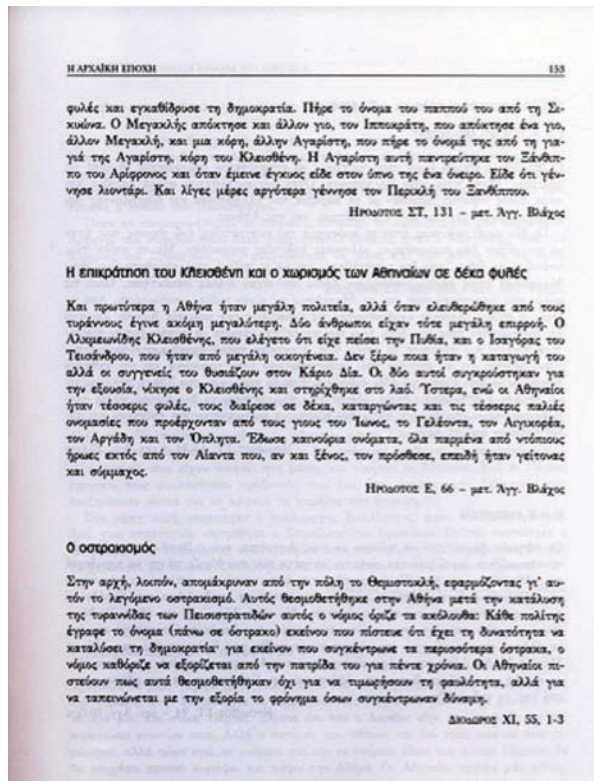 Η ΑΡΧΑΪΚΗ ΕΠΟΧΗ 153
φυλές και εγκαθίδρυσε τη δημοκρατία. Πήρε το όνομα του παππού του από τη Σι-
κυώνα. Ο Μεγακλής απόκτησε και άλλον γιο, τον Ιπποκράτη, που απόκτησε ένα γιο,
άλλον Μεγακλή, και μια κόρη, άλλην Αγαρίστη, που πήρε το όνομά της από τη για-
γιά της Αγαρίστη, κόρη του Κλεισθένη. Η Αγαρίστη αυτή παντρεύτηκε τον Ξάνθιπ-
πο του Αρίφρονος και όταν έμεινε έγκυος είδε στον ύπνο της ένα όνειρο. Είδε ότι γέν-
νησε λιοντάρι. Και λίγες μέρες αργότερα γέννησε τον Περικλή του Ξανθίππου.
ΗΡΟΔΟΤΟΣ ΣΤ, 131 – μετ. Άγγ. Βλάχος
Η επικράτηση του Κλεισθένη και ο χωρισμός των Αθηναίων σε δέκα φυλές
Και πρωτύτερα η Αθήνα ήταν μεγάλη πολιτεία, αλλά όταν ελευθερώθηκε από τους
τυράννους έγινε ακόμη μεγαλύτερη. Δύο άνθρωποι είχαν τότε μεγάλη επιρροή. Ο
Αλκμεωνίδης Κλεισθένης, που ελέγετο ότι είχε πείσει την Πυθία, και ο Ισαγόρας του
Τεισάνδρου, που ήταν από μεγάλη οικογένεια. Δεν ξέρω ποια ήταν η καταγωγή του
αλλά οι συγγενείς του θυσιάζουν στον Κάριο Δία. Οι δύο αυτοί συγκρούστηκαν για
την εξουσία, νίκησε ο Κλεισθένης και στηρίχθηκε στο λαό. Ύστερα, ενώ οι Αθηναίοι
ήταν τέσσερις φυλές, τους διαίρεσε σε δέκα, καταργώντας και τις τέσσερις παλιές
ονομασίες που προέρχονταν από τους γιους του Ίωνος, το Γελέοντα, τον Αιγικορέα,
τον Αργάδη και τον Όπλητα. Έδωσε καινούρια ονόματα, όλα παρμένα από ντόπιους
ήρωες εκτός από τον Αίαντα που, αν και ξένος, τον πρόσθεσε, επειδή ήταν γείτονας
και σύμμαχος.
ΗΡΟΔΟΤΟΣ Ε, 66 – μετ. Άγγ. Βλάχος
Ο οστρακισμός
Στην αρχή, λοιπόν, απομάκρυναν από την πόλη το Θεμιστοκλή, εφαρμόζοντας γι' αυ-
τόν το λεγόμενο οστρακισμό. Αυτός θεσμοθετήθηκε στην Αθήνα μετά την κατάλυση
της τυραννίδας των Πεισιστρατιδών· αυτός ο νόμος όριζε τα ακόλουθα: Κάθε πολίτης
έγραφε το όνομα (πάνω σε όστρακο) εκείνου που πίστευε ότι έχει τη δυνατότητα να
καταλύσει τη δημοκρατία· για εκείνον που συγκέντρωνε τα περισσότερα όστρακα, ο
νόμος καθόριζε να εξορίζεται από την πατρίδα του για πέντε χρόνια. Οι Αθηναίοι πι-
στεύουν πως αυτά θεσμοθετήθηκαν όχι για να τιμωρήσουν τη φαυλότητα, αλλά για
να ταπεινώνεται με την εξορία το φρόνημα όσων συγκέντρωναν δύναμη.
ΔΙΟΔΩΡΟΣ ΧΙ, 55, 1-3